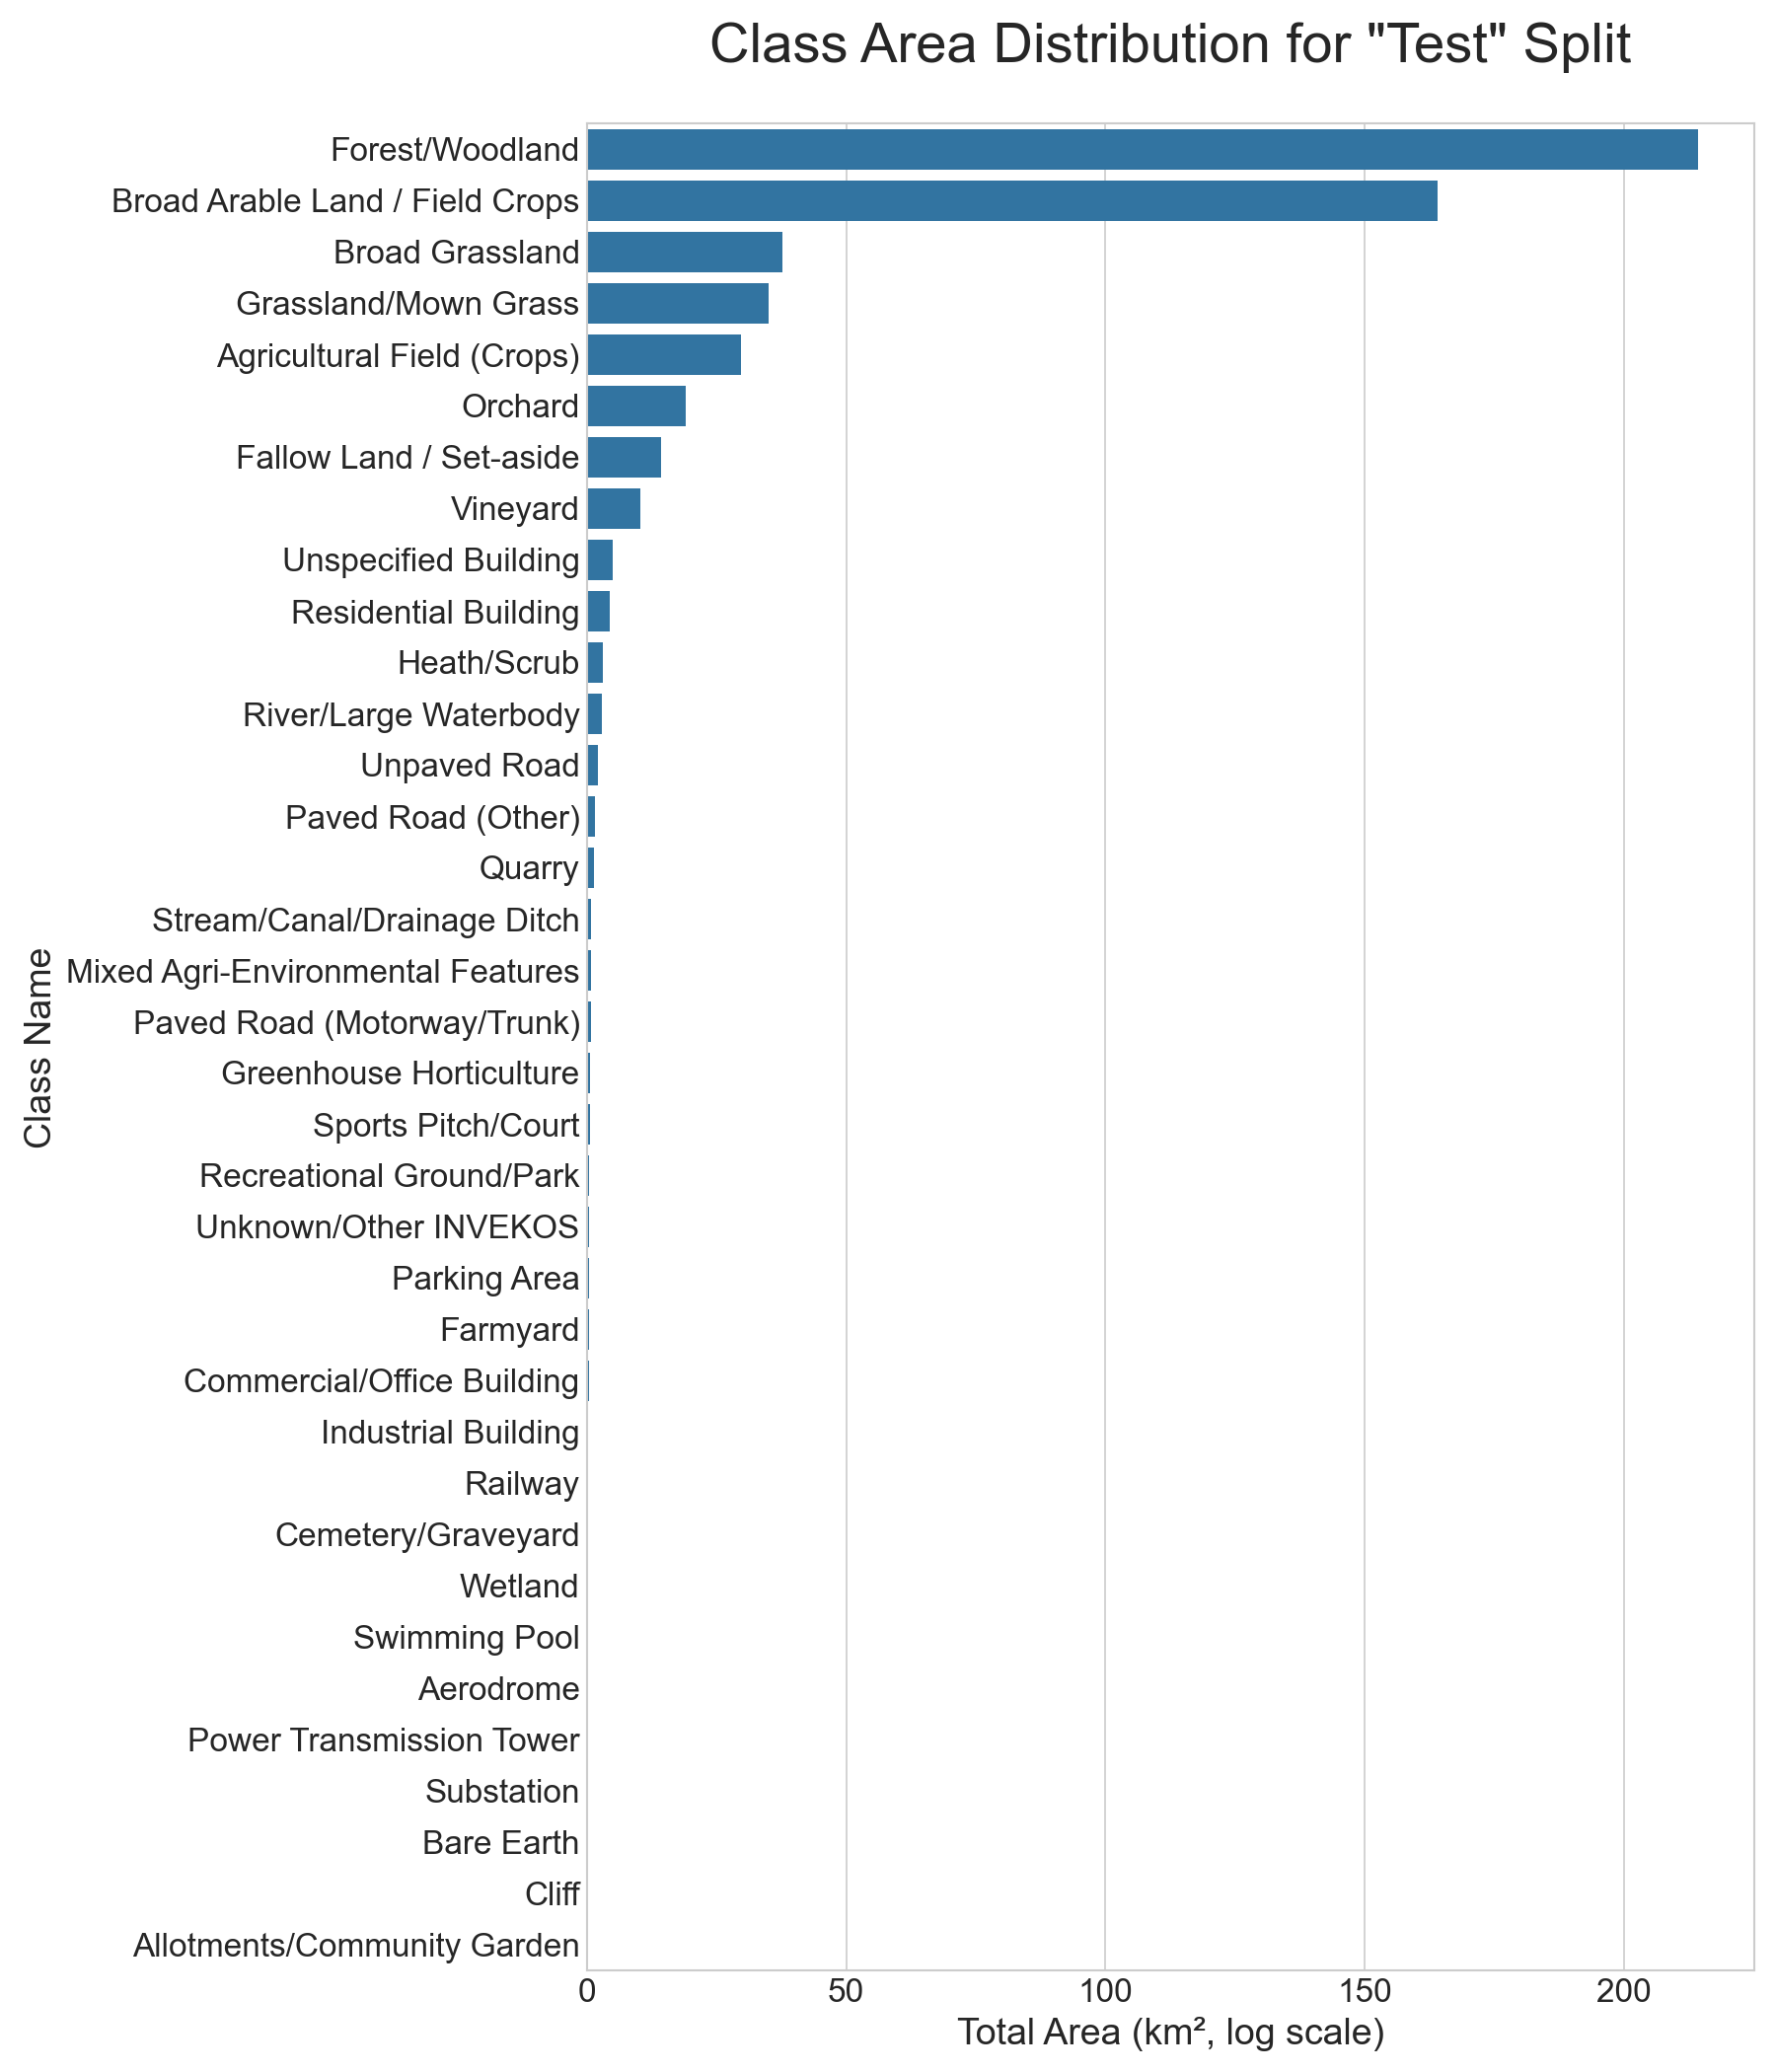 Class Area Distribution for "Test" Split
Forest/Woodland
Broad Arable Land / Field Crops
Broad Grassland
Grassland/Mown Grass
Agricultural Field (Crops)
Orchard
Fallow Land / Set-aside
Vineyard
Unspecified Building
Residential Building
Heath/Scrub
River/Large Waterbody
Unpaved Road
Paved Road (Other)
Quarry
Stream/Canal/Drainage Ditch
Mixed Agri-Environmental Features
Paved Road (Motorway/Trunk)
Greenhouse Horticulture
Sports Pitch/Court
Recreational Ground/Park
Unknown/Other INVEKOS
Parking Area
Farmyard
Commercial/Office Building
Industrial Building
Railway
Cemetery/Graveyard
Wetland
Swimming Pool
Aerodrome
Power Transmission Tower
Substation
Bare Earth
Cliff
Allotments/Community Garden
Class Name
0 50 100 150 200
Total Area (km², log scale)